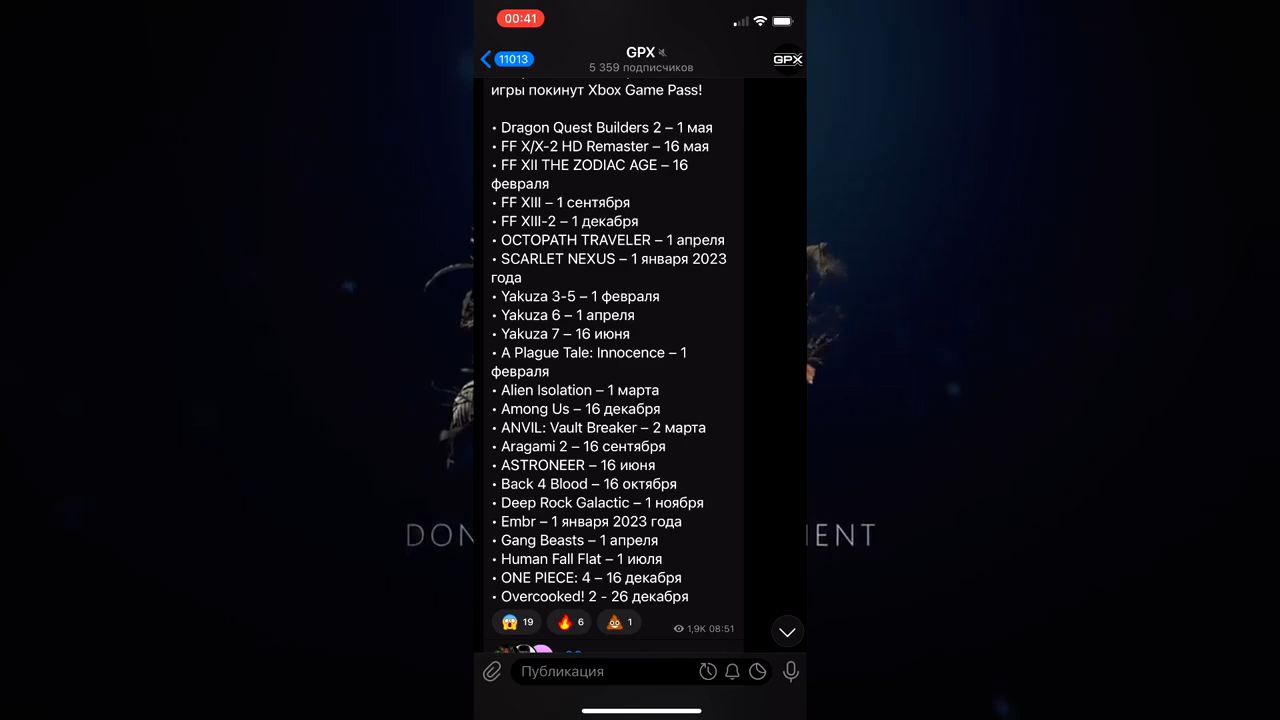 00:41
11013
GPX
5 359 подписчиков
GPX
игры покинут Xbox Game Pass!
• Dragon Quest Builders 2 – 1 мая
• FF X/X-2 HD Remaster – 16 мая
• FF XII THE ZODIAC AGE – 16
февраля
• FF XIII – 1 сентября
• FF XIII-2 – 1 декабря
• OCTOPATH TRAVELER – 1 апреля
• SCARLET NEXUS – 1 января 2023
года
• Yakuza 3-5 – 1 февраля
• Yakuza 6 – 1 апреля
• Yakuza 7 – 16 июня
• A Plague Tale: Innocence – 1
февраля
• Alien Isolation – 1 марта
• Among Us – 16 декабря
• ANVIL: Vault Breaker – 2 марта
• Aragami 2 – 16 сентября
• ASTRONEER – 16 июня
• Back 4 Blood – 16 октября
• Deep Rock Galactic – 1 ноября
• Embr – 1 января 2023 года
• Gang Beasts – 1 апреля
• Human Fall Flat – 1 июля
• ONE PIECE: 4 – 16 декабря
• Overcooked! 2 - 26 декабря
19 6 1 1,9K 08:51
Публикация